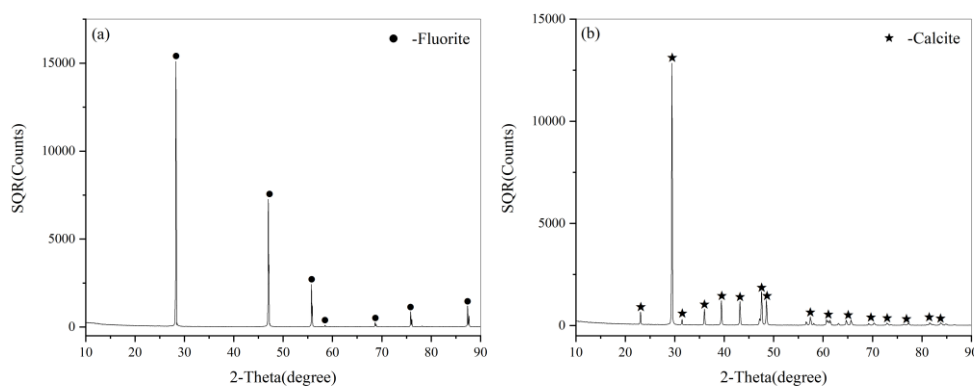 (a)
● -Fluorite
SQR(Counts)
15000
10000
5000
0
10 20 30 40 50 60 70 80 90
2-Theta(degree)
(b)
★ -Calcite
SQR(Counts)
15000
10000
5000
0
10 20 30 40 50 60 70 80 90
2-Theta(degree)